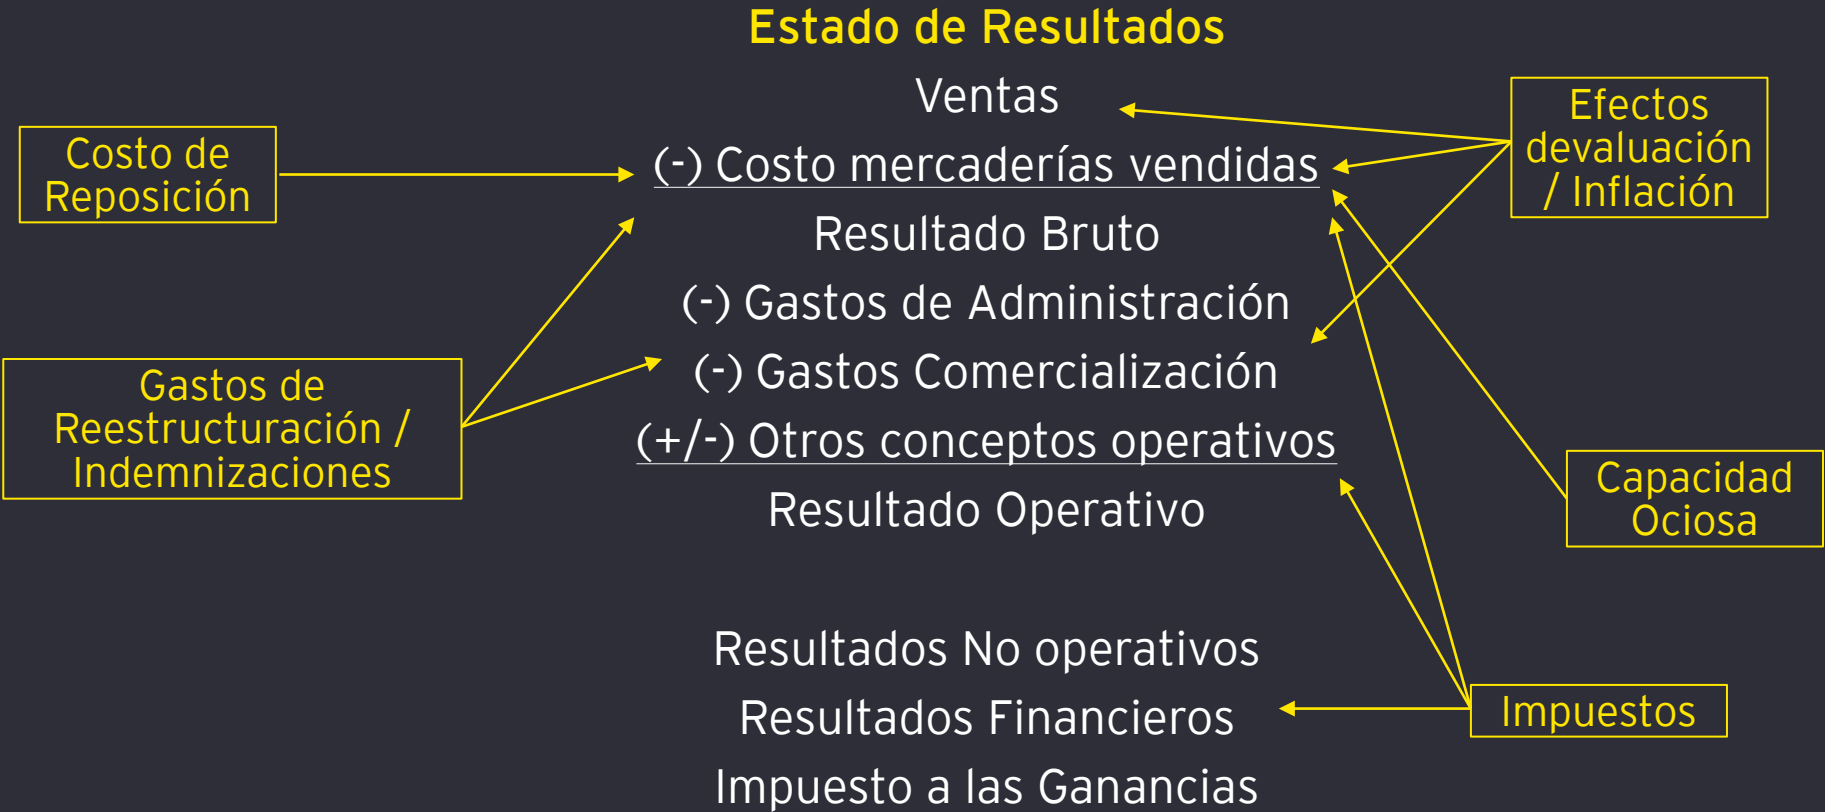 Estado de Resultados
Ventas
(-) Costo mercaderías vendidas
Resultado Bruto
(-) Gastos de Administración
(-) Gastos Comercialización
(+/-) Otros conceptos operativos
Resultado Operativo
Resultados No operativos
Resultados Financieros
Impuesto a las Ganancias
Costo de
Reposición
Gastos de
Reestructuración /
Indemnizaciones
Efectos
devaluación
/ Inflación
Capacidad
Ociosa
Impuestos